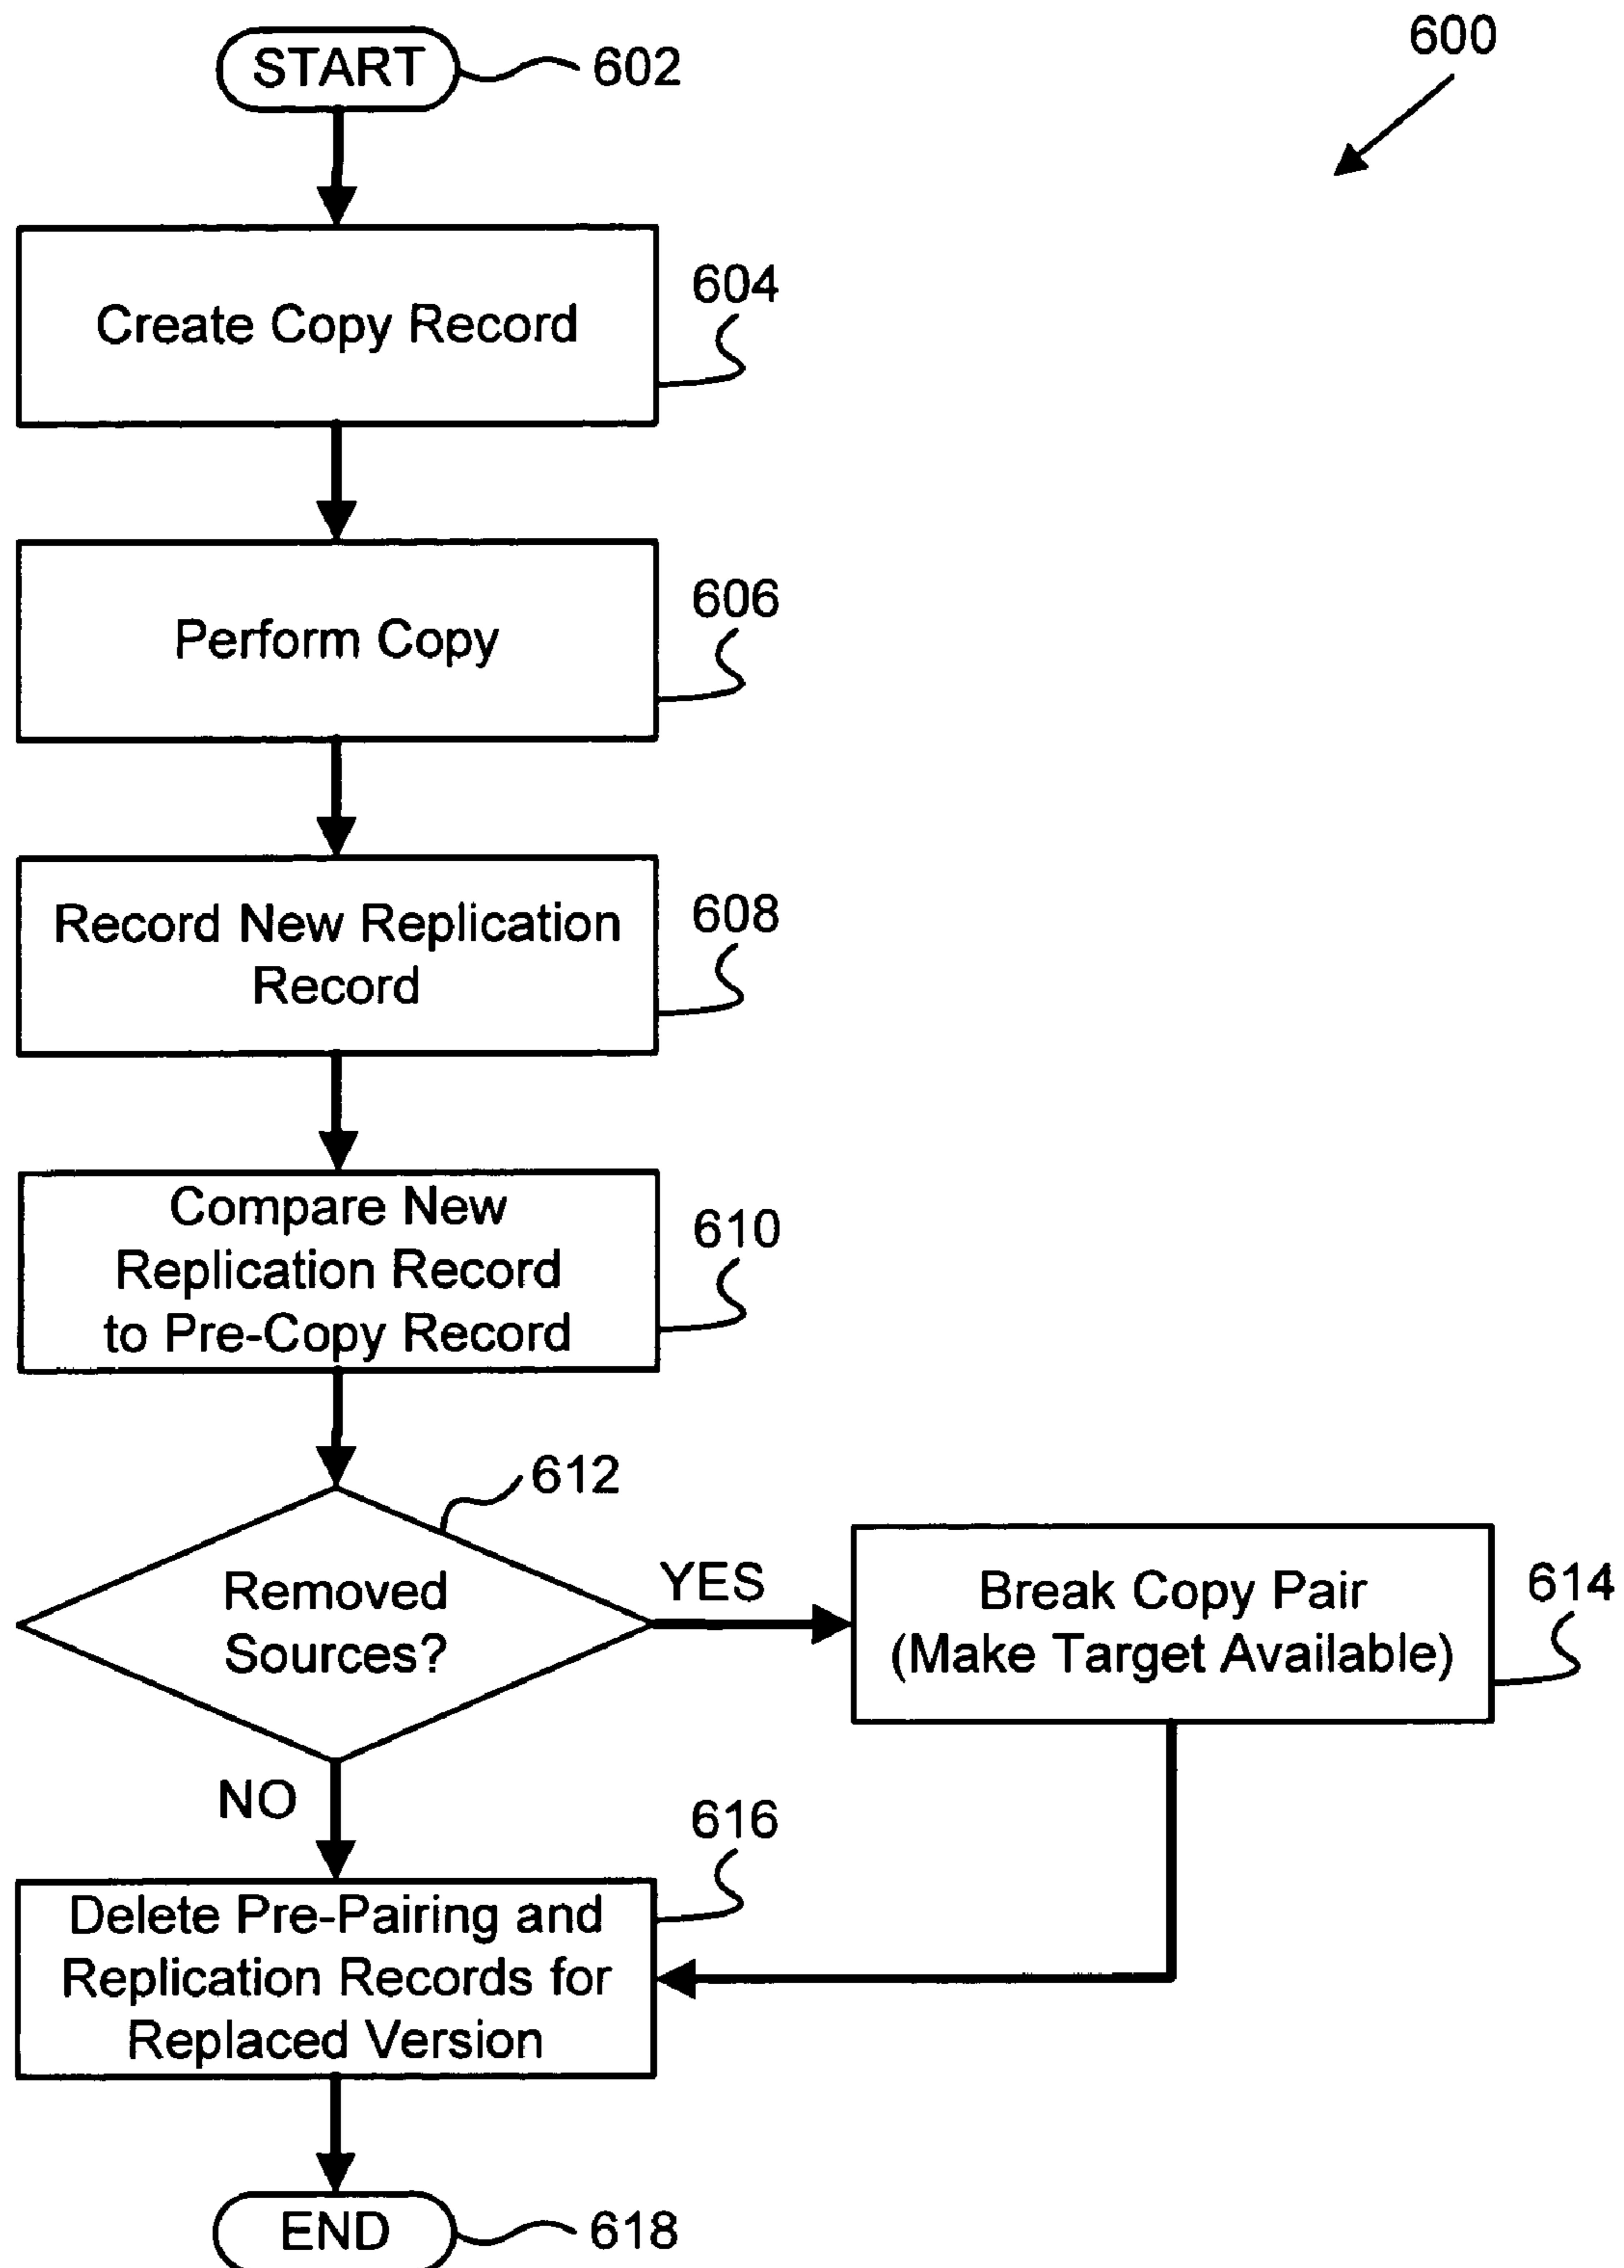 600
START
602
Create Copy Record
604
Perform Copy
606
Record New Replication
Record
608
Compare New
Replication Record
to Pre-Copy Record
610
612
Removed
Sources?
YES
Break Copy Pair
(Make Target Available)
614
NO
616
Delete Pre-Pairing and
Replication Records for
Replaced Version
END
618